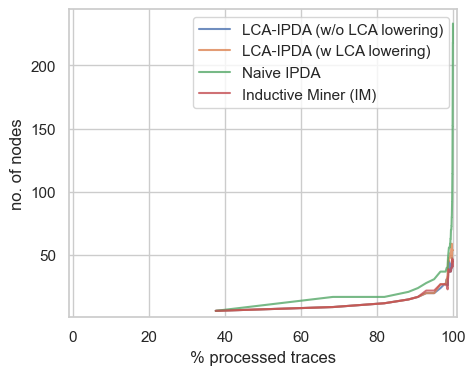 LCA-IPDA (w/o LCA lowering)
LCA-IPDA (w LCA lowering)
Naive IPDA
Inductive Miner (IM)
no. of nodes
200
150
100
50
0 20 40 60 80 100
% processed traces